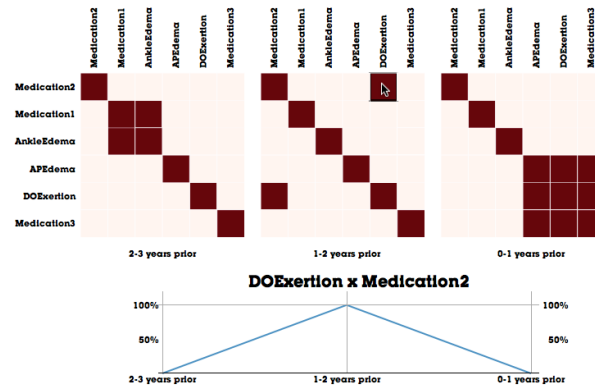 Medication2 Medication1 AnkleEdema APEdema DOExertion Medication3 Medication2 Medication1 AnkleEdema APEdema DOExertion Medication3 Medication2 Medication1 AnkleEdema APEdema DOExertion Medication3
Medication2
Medication1
AnkleEdema
APEdema
DOExertion
Medication3
2-3 years prior 1-2 years prior 0-1 years prior
DOExertion x Medication2
100% 100%
50% 50%
2-3 years prior 1-2 years prior 0-1 years prior